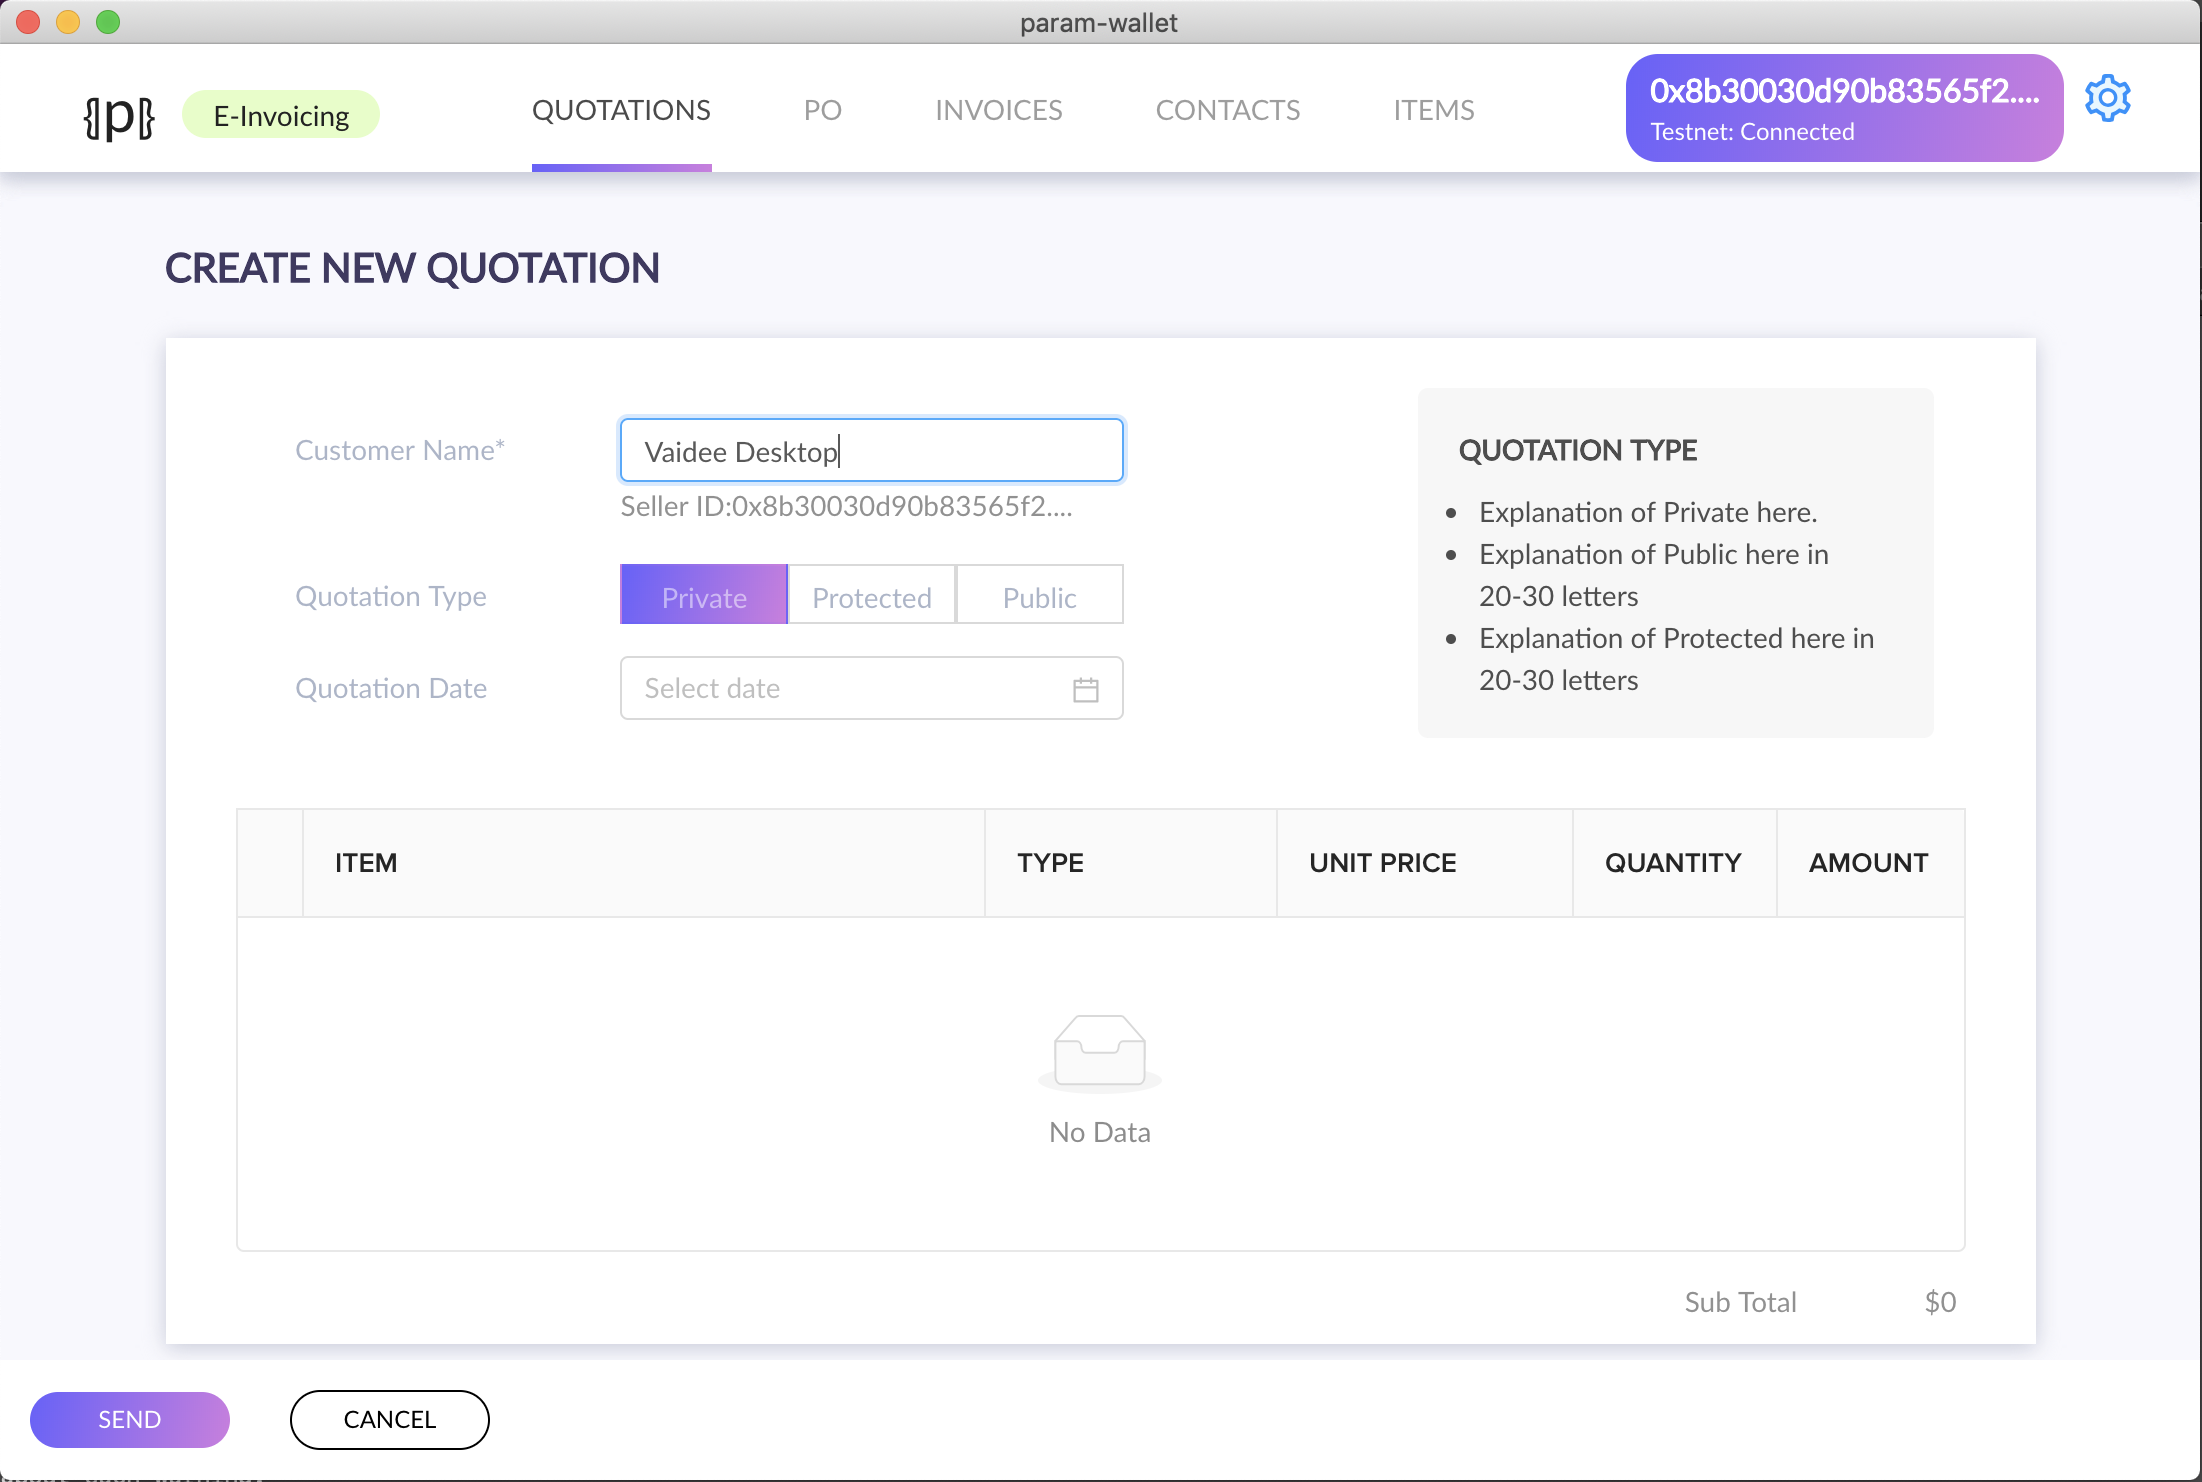 param-wallet
{p}
E-Invoicing
QUOTATIONS
PO
INVOICES
CONTACTS
ITEMS
0x8b30030d90b83565f2....
Testnet: Connected
CREATE NEW QUOTATION
Customer Name*
Vaidee Desktop
Seller ID:0x8b30030d90b83565f2....
Quotation Type
Private
Protected
Public
Quotation Date
Select date
QUOTATION TYPE
Explanation of Private here.
Explanation of Public here in
20-30 letters
Explanation of Protected here in
20-30 letters
ITEM
TYPE
UNIT PRICE
QUANTITY
AMOUNT
No Data
Sub Total
$0
SEND
CANCEL